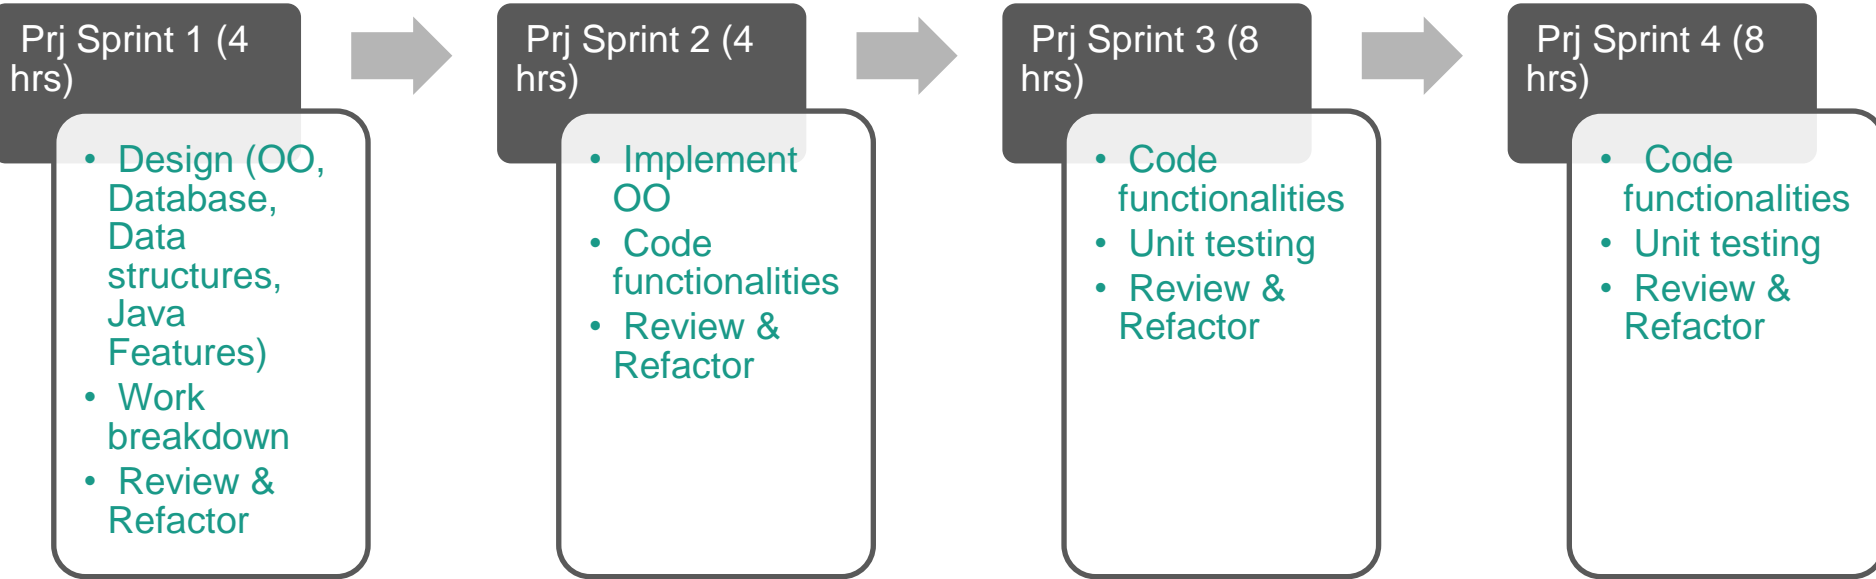 Prj Sprint 1 (4
hrs)
• Design (OO,
Database,
Data
structures,
Java
Features)
• Work
breakdown
• Review &
Refactor
Prj Sprint 2 (4
hrs)
• Implement
OO
• Code
functionalities
• Review &
Refactor
Prj Sprint 3 (8
hrs)
• Code
functionalities
• Unit testing
• Review &
Refactor
Prj Sprint 4 (8
hrs)
• Code
functionalities
• Unit testing
• Review &
Refactor